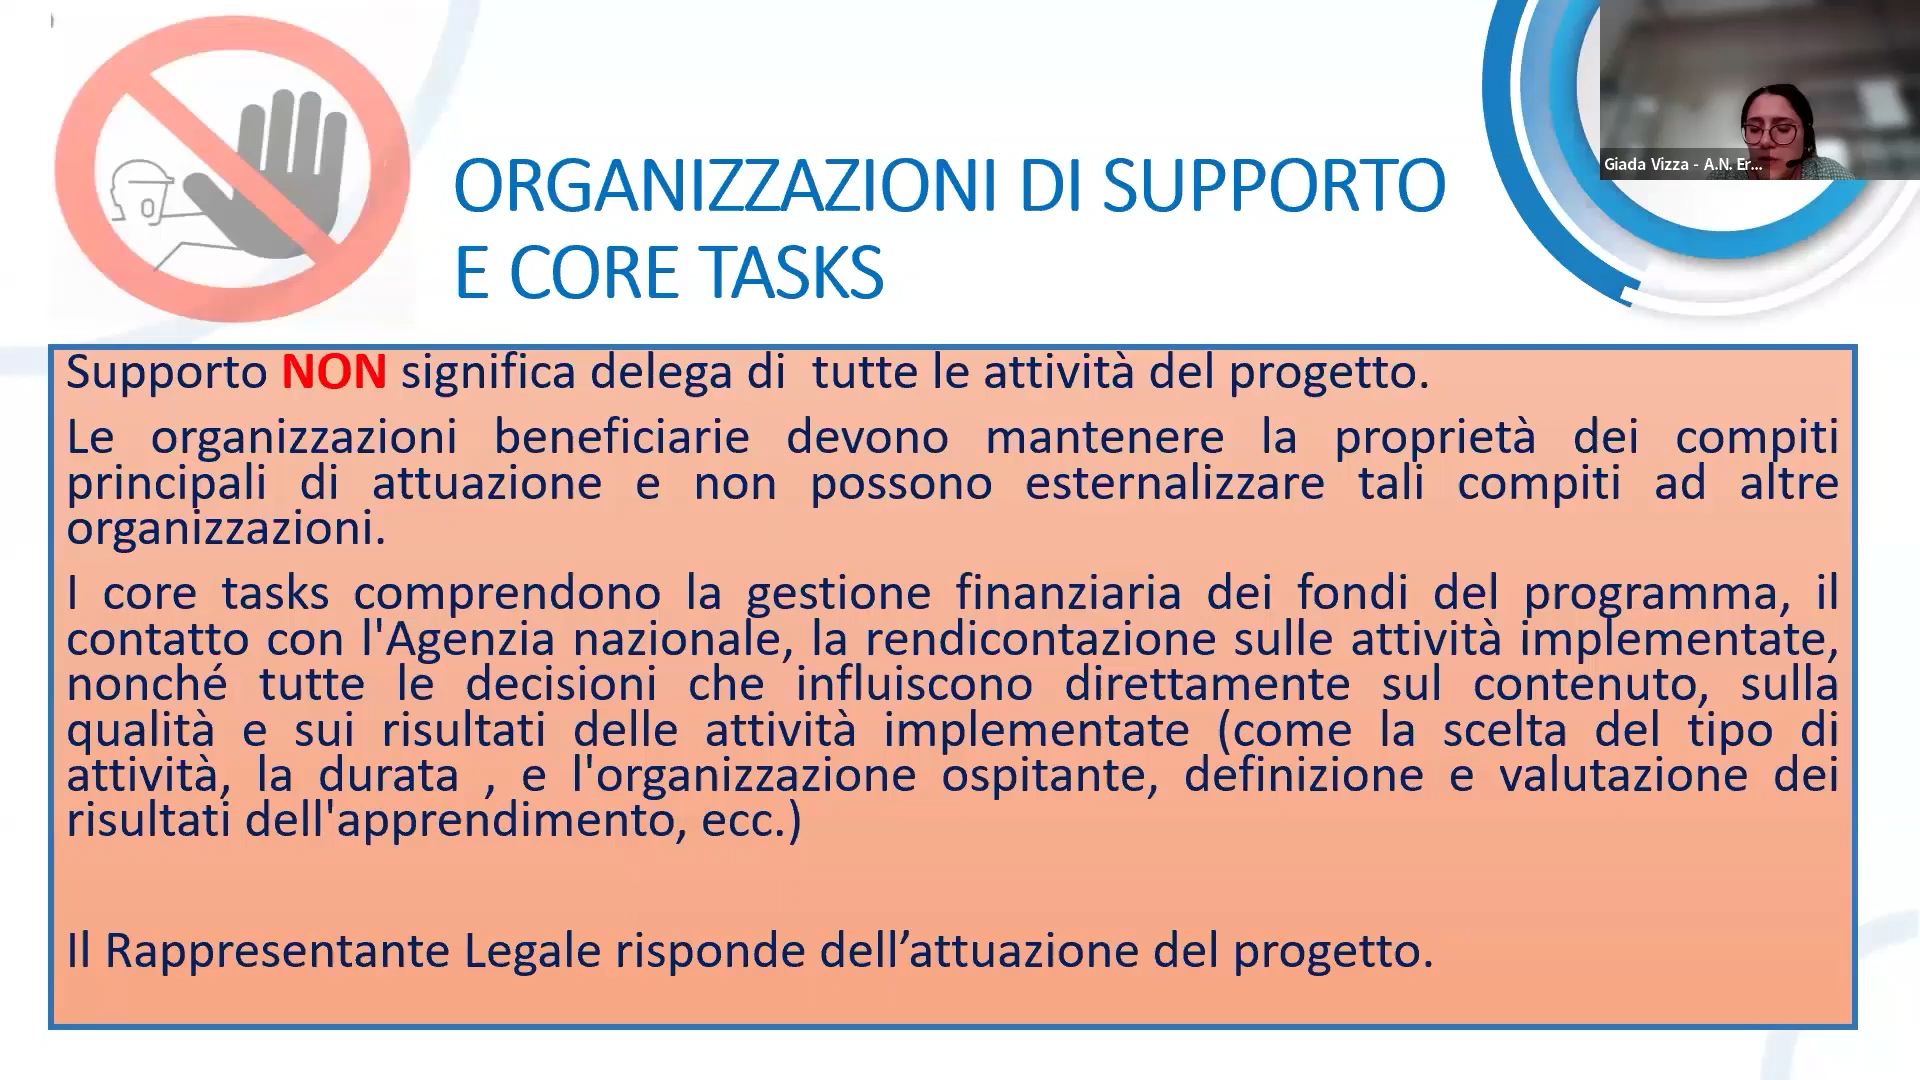 Giada Vizza - A.N. Er...
ORGANIZZAZIONI DI SUPPORTO
E CORE TASKS
Supporto NON significa delega di  tutte le attività del progetto.
Le organizzazioni beneficiarie devono mantenere la proprietà dei compiti
principali di attuazione e non possono esternalizzare tali compiti ad altre
organizzazioni.
I core tasks comprendono la gestione finanziaria dei fondi del programma, il
contatto con l'Agenzia nazionale, la rendicontazione sulle attività implementate,
nonché tutte le decisioni che influiscono direttamente sul contenuto, sulla
qualità e sui risultati delle attività implementate (come la scelta del tipo di
attività, la durata , e l'organizzazione ospitante, definizione e valutazione dei
risultati dell'apprendimento, ecc.)
Il Rappresentante Legale risponde dell’attuazione del progetto.